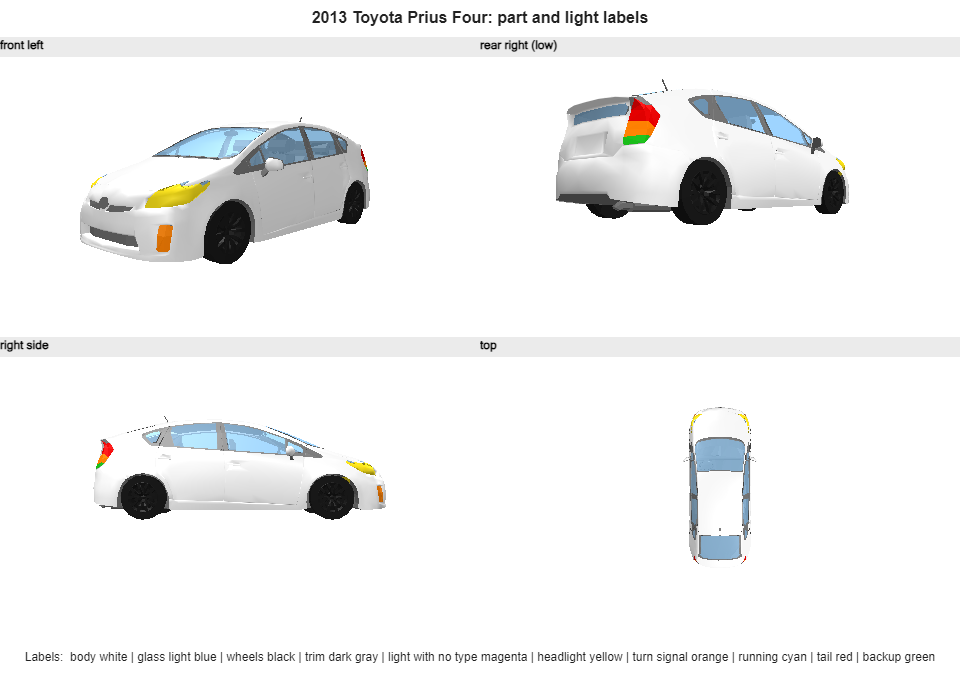 2013 Toyota Prius Four: part and light labels
front left
rear right (low)
right side
top
Labels:  body white | glass light blue | wheels black | trim dark gray | light with no type magenta | headlight yellow | turn signal orange | running cyan | tail red | backup green